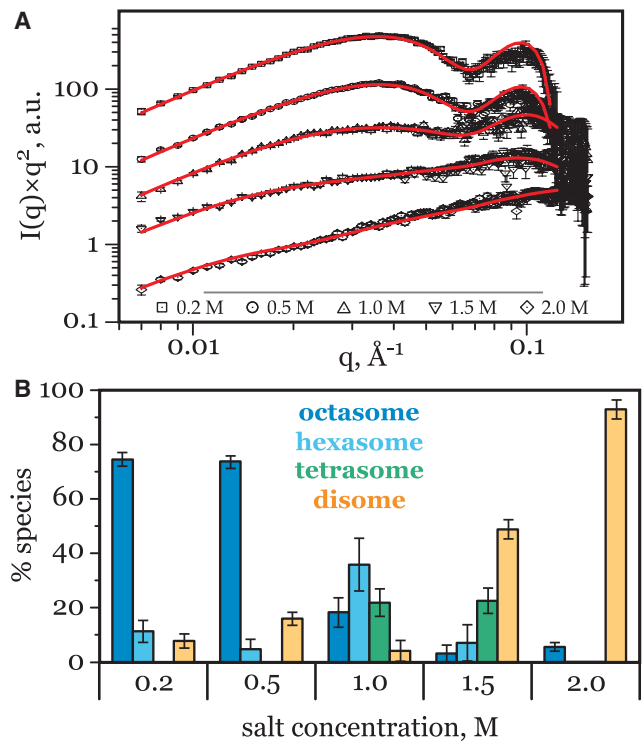 A
I(q)×q², a.u.
100
10
1
0.1
0.2 M 0.5 M 1.0 M 1.5 M 2.0 M
0.01 0.1
q, Å⁻¹
B
% species
100
80
60
40
20
0
octasome
hexasome
tetrasome
disome
0.2 0.5 1.0 1.5 2.0
salt concentration, M